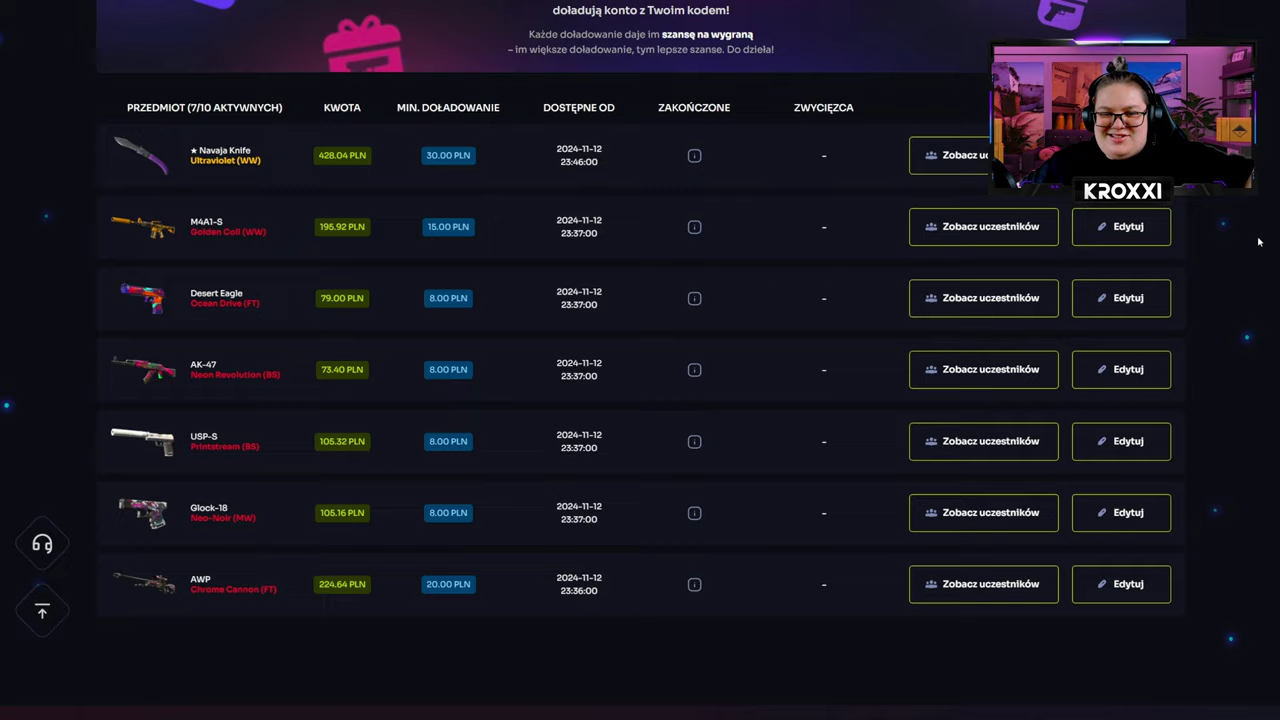 doładują konto z Twoim kodem!
Każde doładowanie daje im szansę na wygraną
– im większe doładowanie, tym lepsze szanse. Do dzieła!
PRZEDMIOT (7/10 AKTYWNYCH) KWOTA MIN. DOŁADOWANIE DOSTĘPNE OD ZAKOŃCZONE ZWYCIĘZCA
★ Navaja Knife
Ultraviolet (WW)
428.04 PLN
30.00 PLN
2024-11-12
23:46:00
-
Zobacz
KROXXI
M4A1-S
Golden Coil (WW)
195.92 PLN
15.00 PLN
2024-11-12
23:37:00
-
Zobacz uczestników
Edytuj
Desert Eagle
Ocean Drive (FT)
79.00 PLN
8.00 PLN
2024-11-12
23:37:00
-
Zobacz uczestników
Edytuj
AK-47
Neon Revolution (BS)
73.40 PLN
8.00 PLN
2024-11-12
23:37:00
-
Zobacz uczestników
Edytuj
USP-S
Printstream (BS)
105.32 PLN
8.00 PLN
2024-11-12
23:37:00
-
Zobacz uczestników
Edytuj
Glock-18
Neo-Noir (MW)
105.16 PLN
8.00 PLN
2024-11-12
23:37:00
-
Zobacz uczestników
Edytuj
AWP
Chrome Cannon (FT)
224.64 PLN
20.00 PLN
2024-11-12
23:36:00
-
Zobacz uczestników
Edytuj